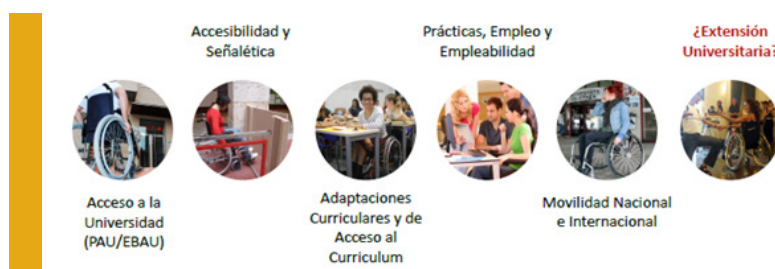 Accesibilidad y
Señalética
Prácticas, Empleo y
Empleabilidad
¿Extensión
Universitaria?
Acceso a la
Universidad
(PAU/EBAU)
Adaptaciones
Curriculares y de
Acceso al
Curriculum
Movilidad Nacional
e Internacional